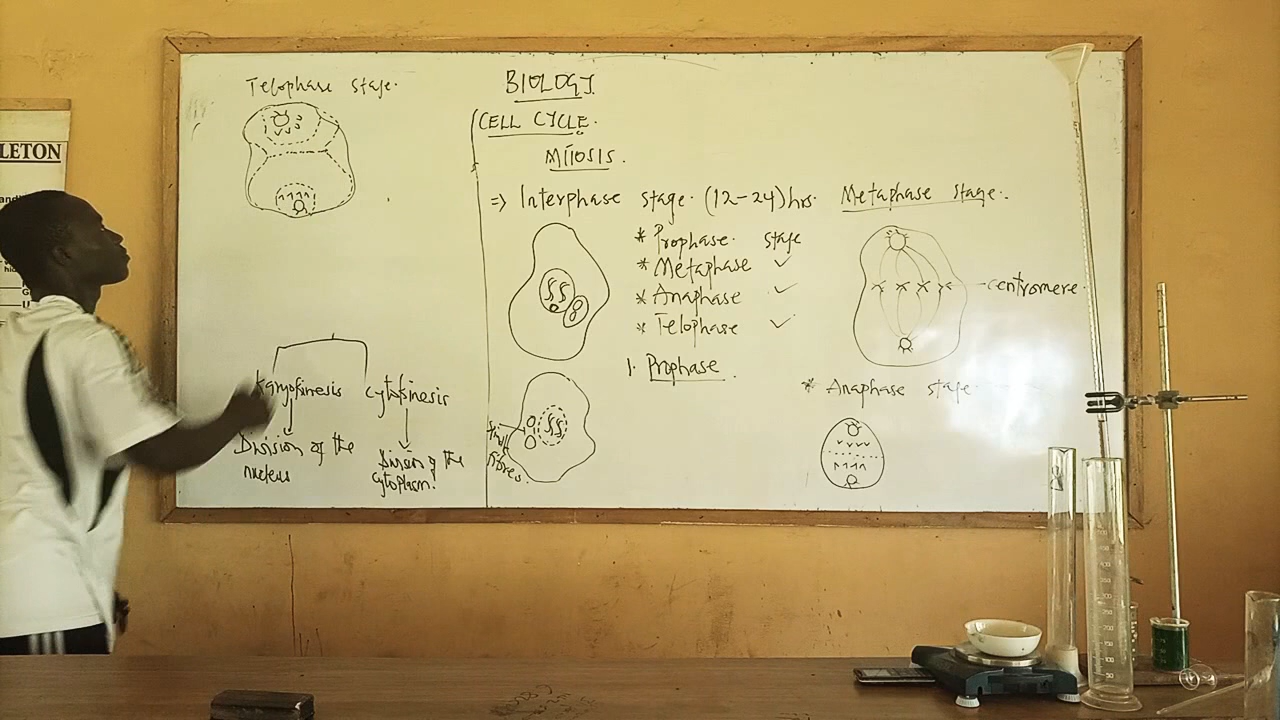 BIOLOGY.
CELL CYCLE.
MITOSIS.
=> Interphase stage. (12-24)hrs.
* Prophase. stage
* Metaphase ✓
* Anaphase ✓
* Telophase ✓
1. Prophase
fibres.
Metaphase stage.
centromere.
* Anaphase stage
Telophase stage.
Karyokinesis
Division of the
nucleus
Cytokinesis
Division of the
cytoplasm.
LETON